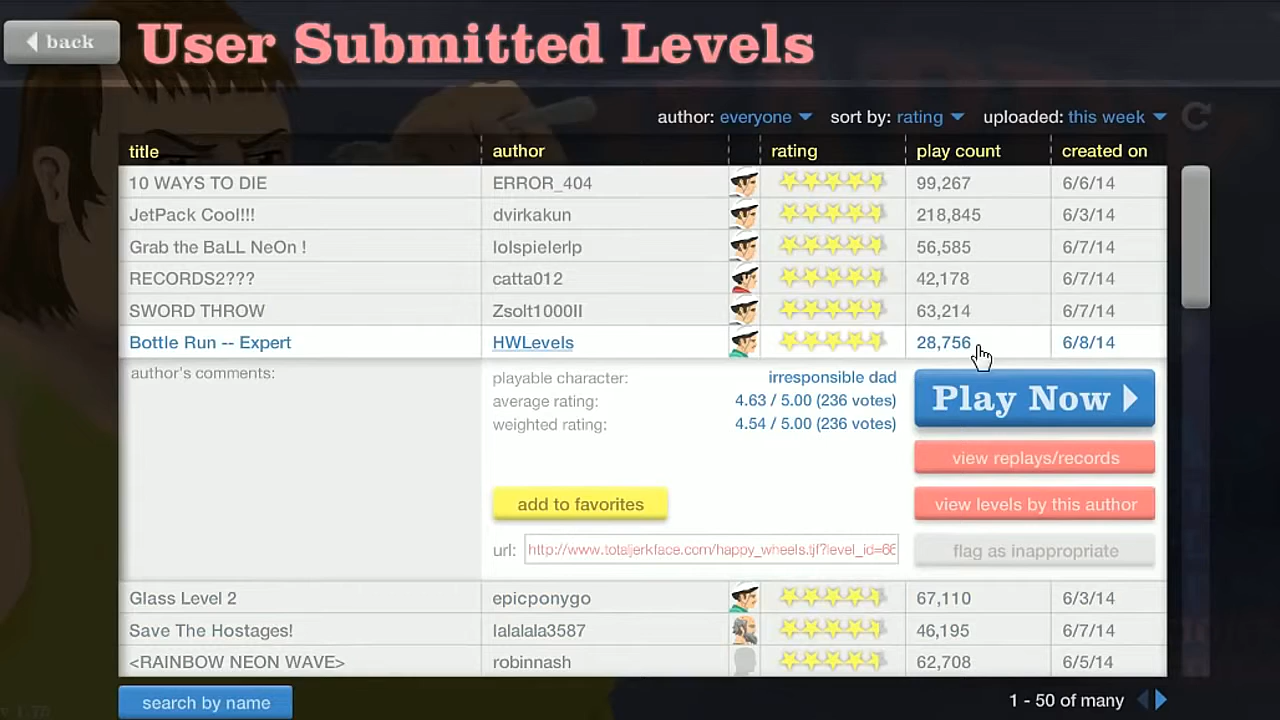 back
User Submitted Levels
author: everyone sort by: rating uploaded: this week
title author rating play count created on
10 WAYS TO DIE ERROR_404 99,267 6/6/14
JetPack Cool!!! dvirkakun 218,845 6/3/14
Grab the BaLL NeOn ! lolspielerlp 56,585 6/7/14
RECORDS2??? catta012 42,178 6/7/14
SWORD THROW Zsolt1000II 63,214 6/7/14
Bottle Run -- Expert HWLevels 28,756 6/8/14
author's comments:
playable character: irresponsible dad
average rating: 4.63 / 5.00 (236 votes)
weighted rating: 4.54 / 5.00 (236 votes)
Play Now
view replays/records
add to favorites
view levels by this author
url: http://www.totaljerkface.com/happy_wheels.tjf?level_id=66
flag as inappropriate
Glass Level 2 epicponygo 67,110 6/3/14
Save The Hostages! lalalala3587 46,195 6/7/14
<RAINBOW NEON WAVE> robinnash 62,708 6/5/14
search by name
1 - 50 of many